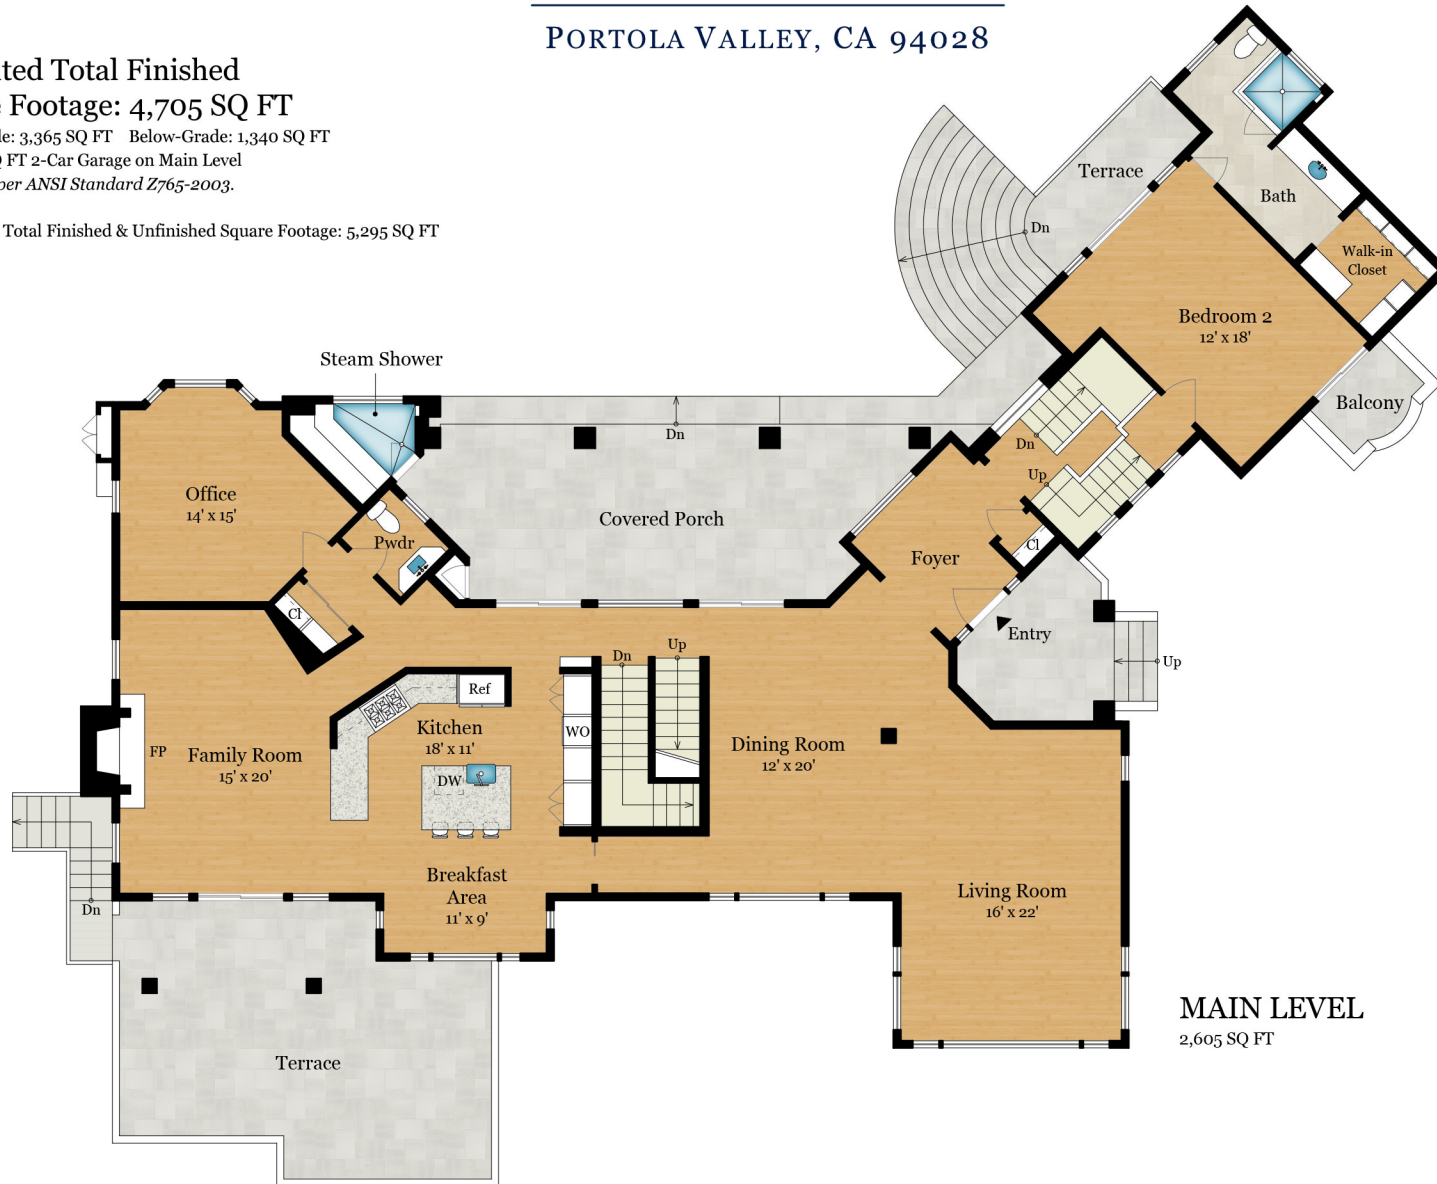 PORTOLA VALLEY, CA 94028
Total Finished
Footage: 4,705 SQ FT
3,365 SQ FT Below-Grade: 1,340 SQ FT
FT 2-Car Garage on Main Level
per ANSI Standard Z765-2003.
Total Finished & Unfinished Square Footage: 5,295 SQ FT
Terrace
Dn
Bath
Walk-in
Closet
Bedroom 2
12' x 18'
Balcony
Steam Shower
Dn
Dn
Up
Office
14' x 15'
Covered Porch
Pwdr
Foyer
Cl
Cl
Entry
Up
Dn
Up
Ref
Kitchen
18' x 11'
WO
Dining Room
12' x 20'
FP
Family Room
15' x 20'
DW
Breakfast
Area
11' x 9'
Living Room
16' x 22'
Dn
Terrace
MAIN LEVEL
2,605 SQ FT